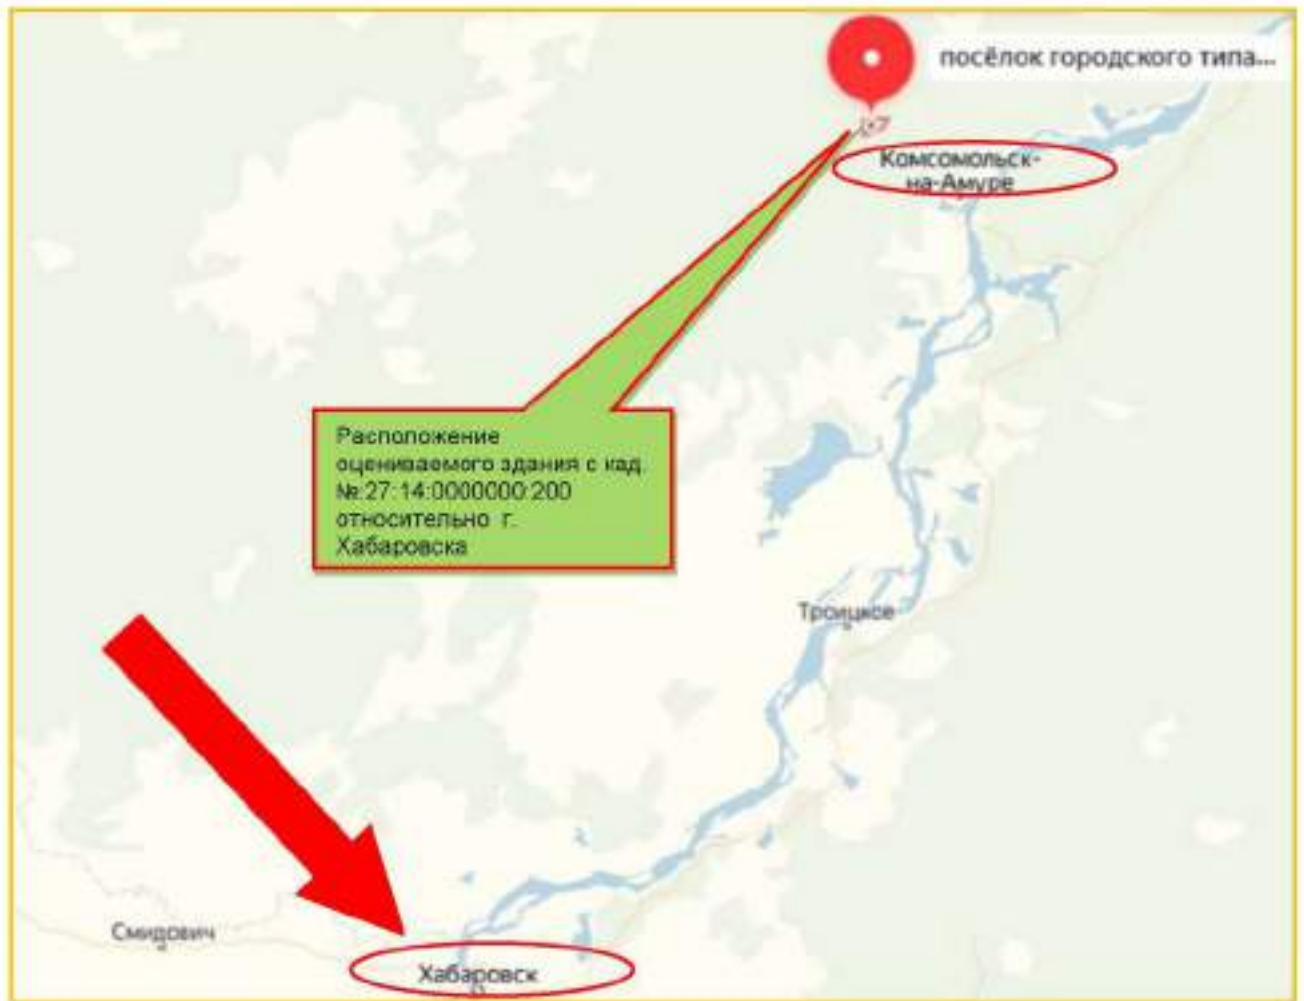 посёлок городского типа...
Комсомольск-
на-Амуре
Расположение
оцениваемого здания с кад.
№:27:14:0000000:200
относительно г.
Хабаровска
Троицкое
Смидович
Хабаровск